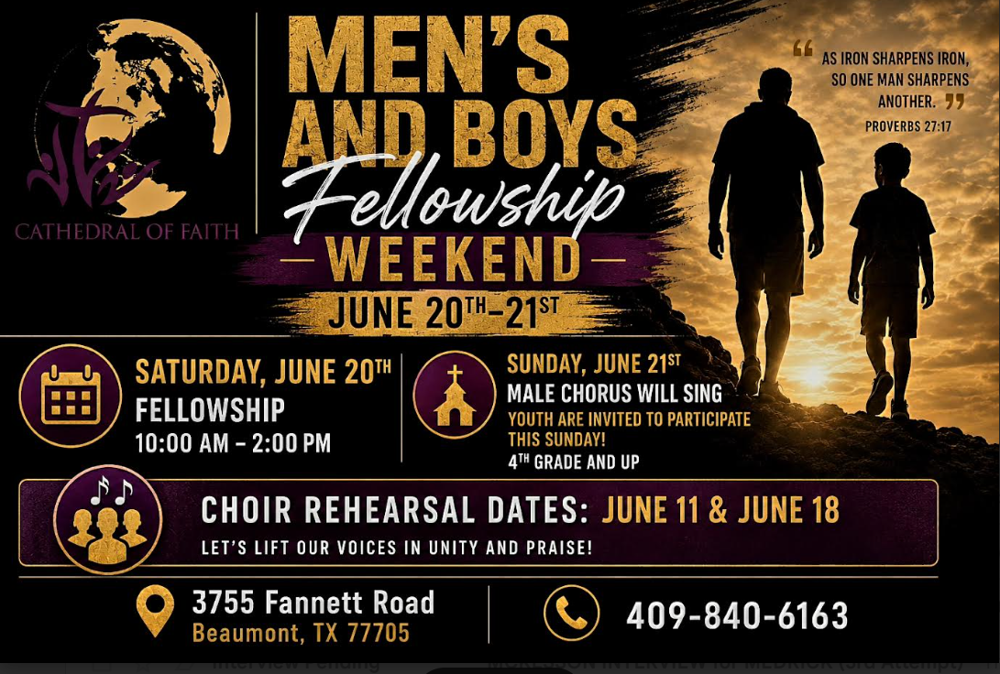 CATHEDRAL OF FAITH
MEN'S
AND BOYS
Fellowship
WEEKEND
JUNE 20TH–21ST
“ AS IRON SHARPENS IRON,
SO ONE MAN SHARPENS
ANOTHER. ”
PROVERBS 27:17
SATURDAY, JUNE 20TH
FELLOWSHIP
10:00 AM – 2:00 PM
SUNDAY, JUNE 21ST
MALE CHORUS WILL SING
YOUTH ARE INVITED TO PARTICIPATE
THIS SUNDAY!
4TH GRADE AND UP
CHOIR REHEARSAL DATES: JUNE 11 & JUNE 18
LET'S LIFT OUR VOICES IN UNITY AND PRAISE!
3755 Fannett Road
Beaumont, TX 77705
409-840-6163